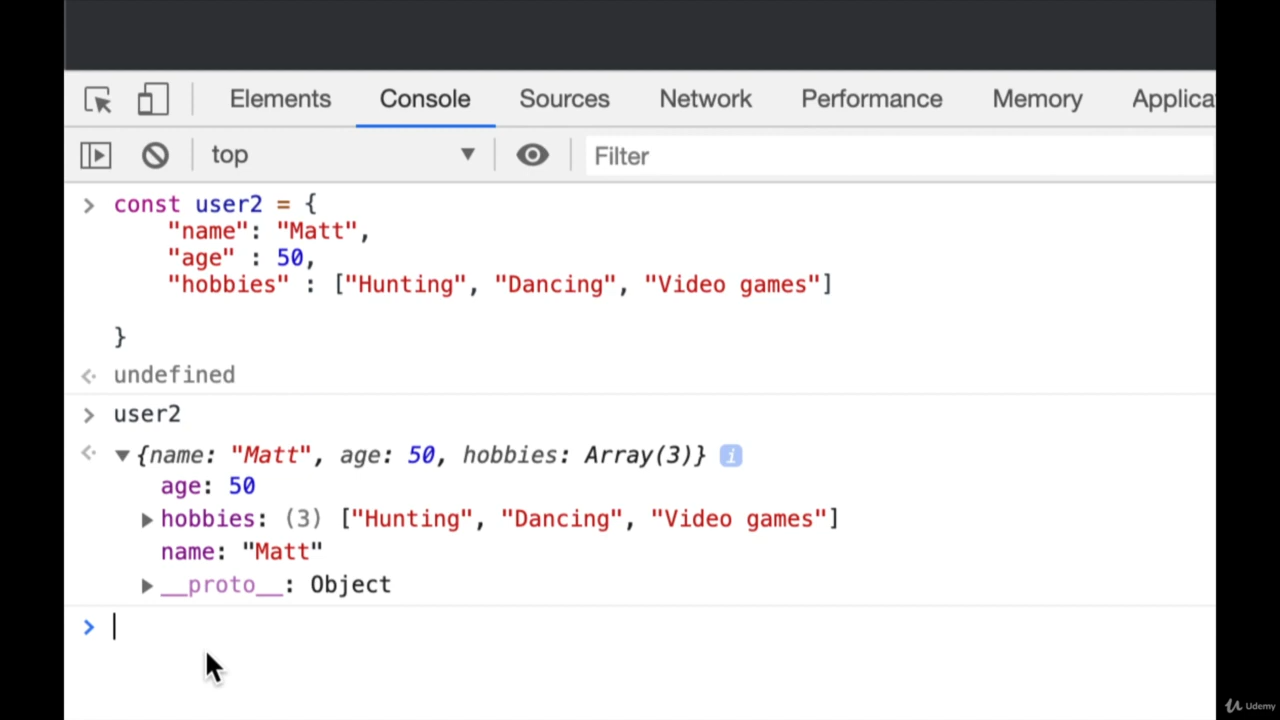 Elements Console Sources Network Performance Memory Applica
top Filter
const user2 = {
"name": "Matt",
"age" : 50,
"hobbies" : ["Hunting", "Dancing", "Video games"]
}
undefined
user2
{name: "Matt", age: 50, hobbies: Array(3)} i
age: 50
hobbies: (3) ["Hunting", "Dancing", "Video games"]
name: "Matt"
__proto__: Object
Udemy